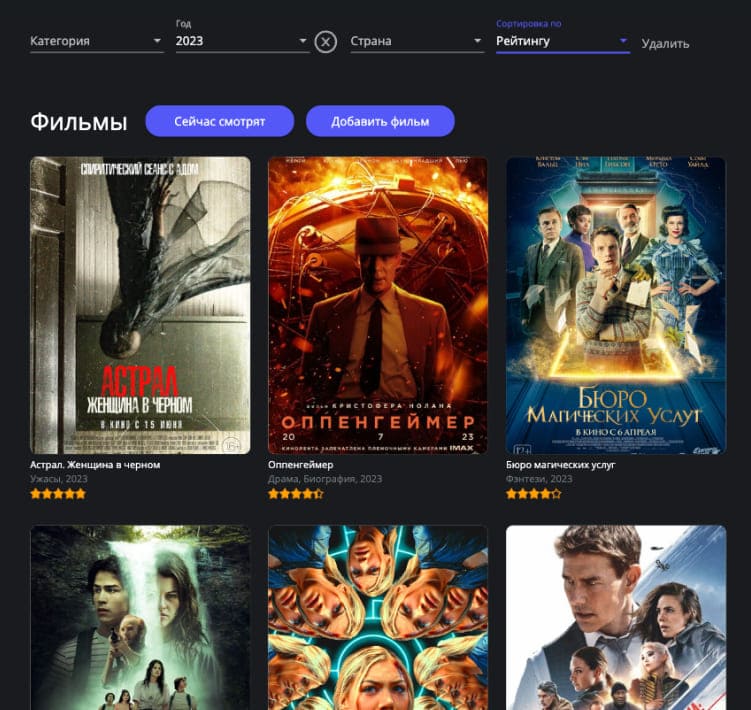 Год
Сортировка по
Категория
2023
Страна
Рейтингу
Удалить
Фильмы
Сейчас смотрят
Добавить фильм
СПИРИТИЧЕСКИЙ СЕАНС С АДОМ
АСТРАЛ
ЖЕНЩИНА В ЧЕРНОМ
В КИНО С 15 ИЮНЯ
16+
ФИЛЬМ КРИСТОФЕРА НОЛАНА
ОППЕНГЕЙМЕР
20 7 23
КИНОЛЕНТА ЗАПЕЧАТЛЕНА ПЛЕНОЧНЫМИ КАМЕРАМИ IMAX
БЮРО
МАГИЧЕСКИХ УСЛУГ
В КИНО С 6 АПРЕЛЯ
12+
Астрал. Женщина в черном
Ужасы, 2023
Оппенгеймер
Драма, Биография, 2023
Бюро магических услуг
Фэнтези, 2023